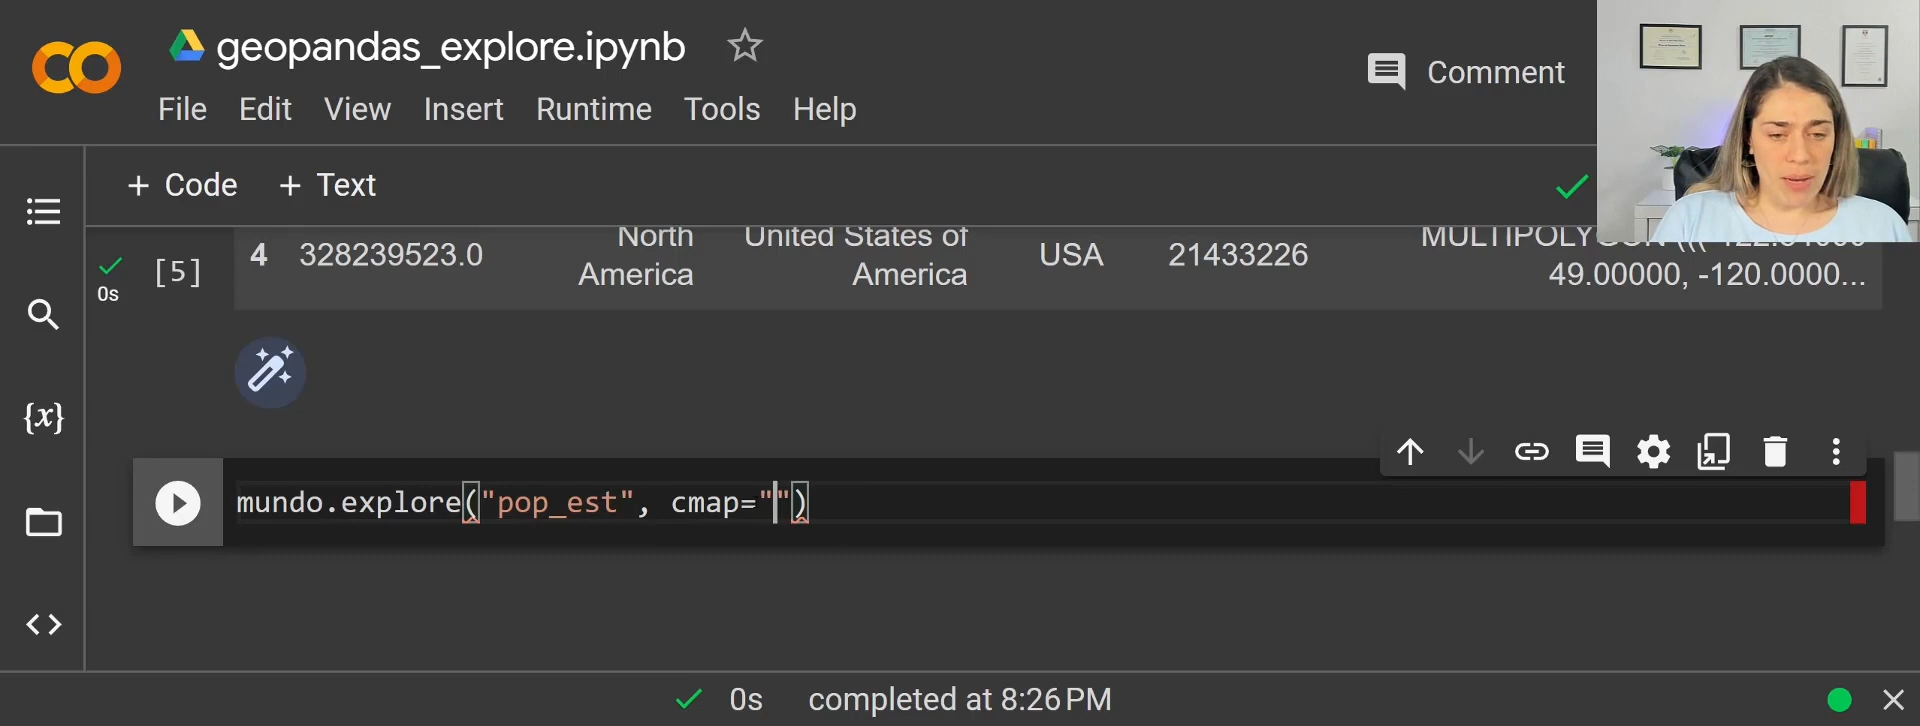 geopandas_explore.ipynb
Comment
File Edit View Insert Runtime Tools Help
+ Code + Text
North United States of
4 328239523.0 USA 21433226
America America 49.00000, -120.0000...
[5]
0s
{x}
mundo.explore("pop_est", cmap="")
0s completed at 8:26 PM